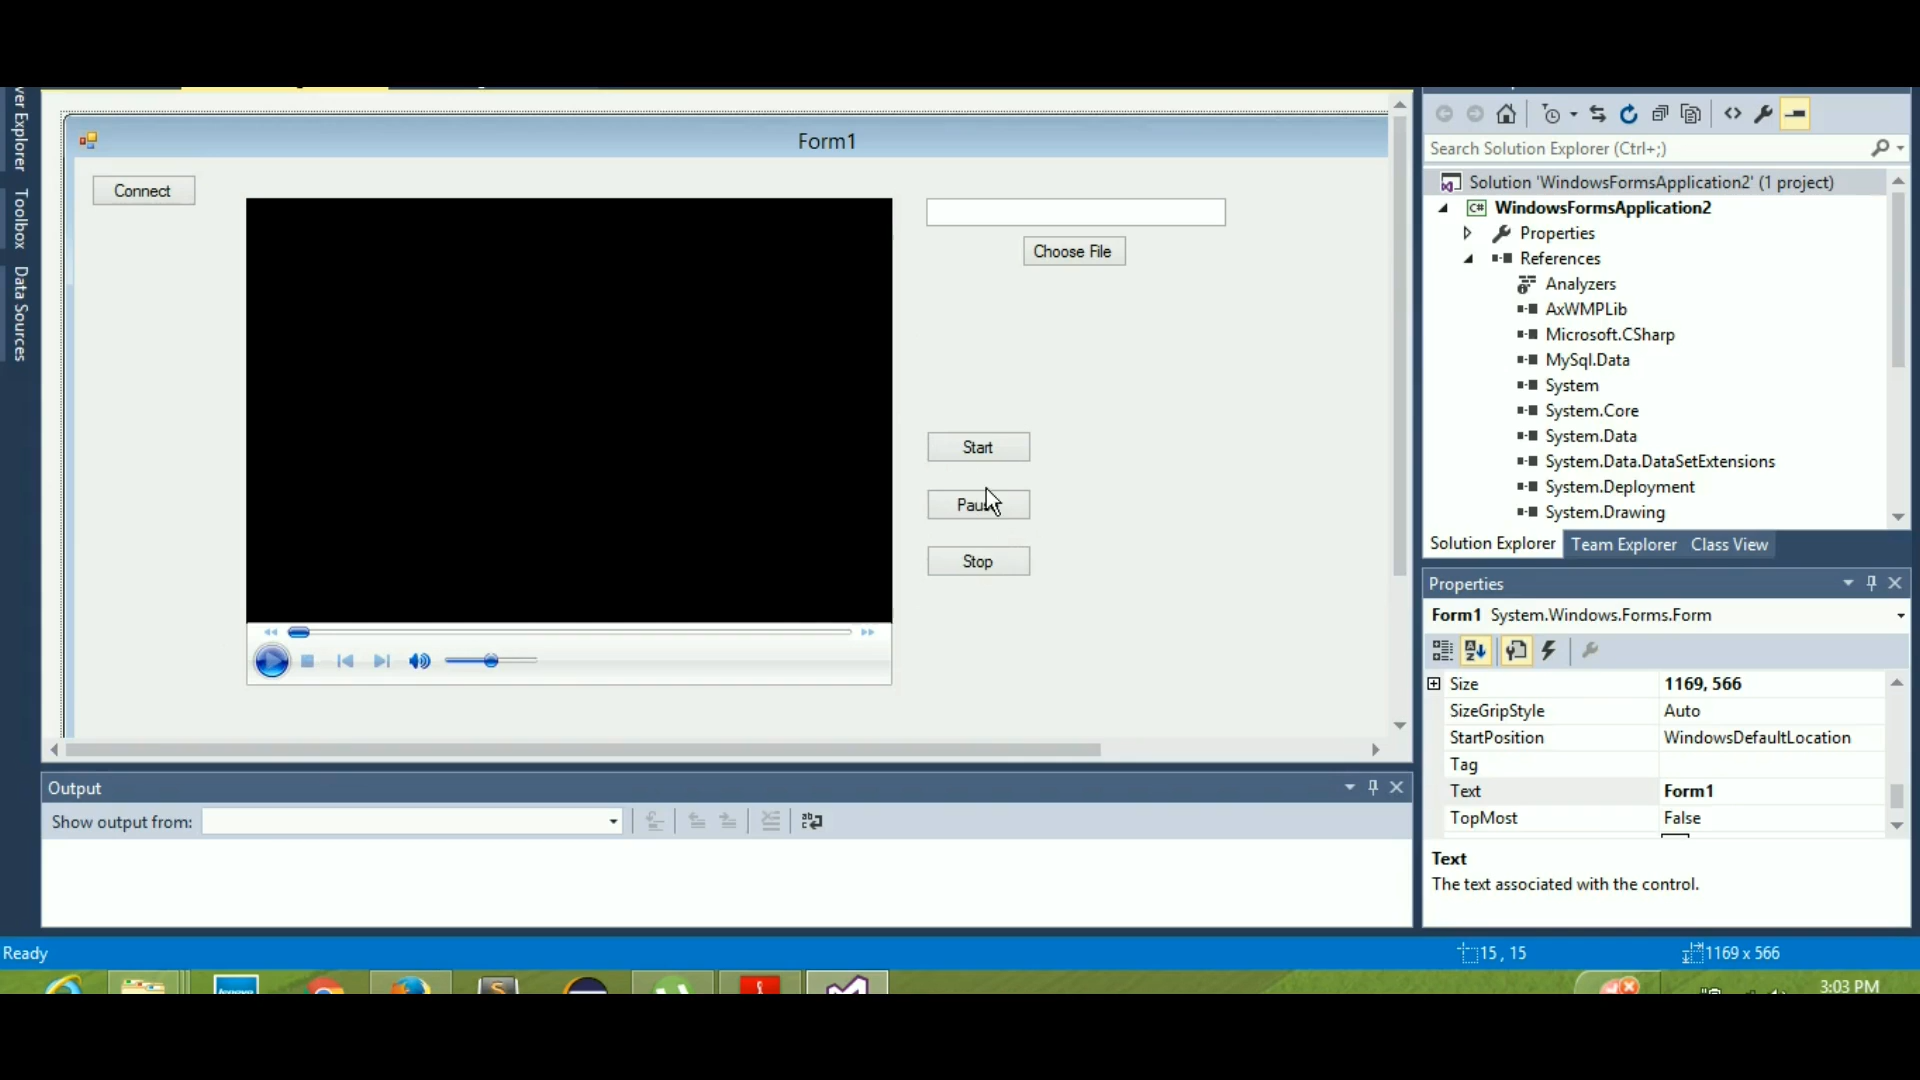 ver Explorer
Toolbox
Data Sources
Form1
Connect
Choose File
Start
Stop
Search Solution Explorer (Ctrl+;)
Solution 'WindowsFormsApplication2' (1 project)
C# WindowsFormsApplication2
Properties
References
Analyzers
AxWMPLib
Microsoft.CSharp
MySql.Data
System
System.Core
System.Data
System.Data.DataSetExtensions
System.Deployment
System.Drawing
Solution Explorer Team Explorer Class View
Properties
Form1 System.Windows.Forms.Form
Size 1169, 566
SizeGripStyle Auto
StartPosition WindowsDefaultLocation
Tag
Text Form1
TopMost False
Text
The text associated with the control.
Output
Show output from:
Ready 15 , 15 1169 x 566
3:03 PM